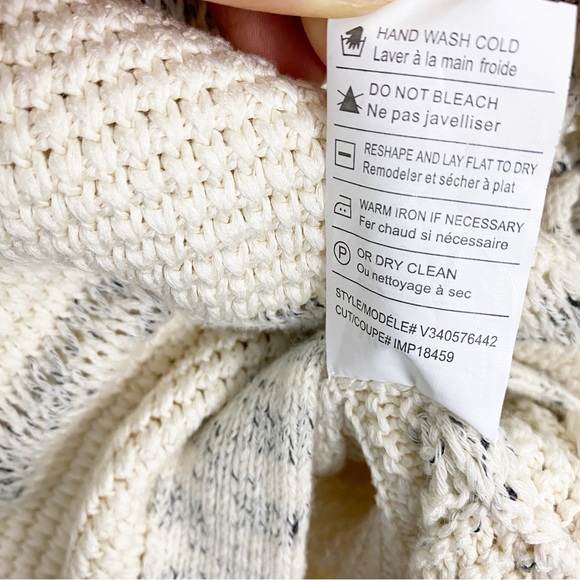 HAND WASH COLD
Laver à la main froide
DO NOT BLEACH
Ne pas javelliser
RESHAPE AND LAY FLAT TO DRY
Remodeler et sécher à plat
WARM IRON IF NECESSARY
Fer chaud si nécessaire
P
OR DRY CLEAN
Ou nettoyage à sec
STYLE/MODÈLE# V340576442
CUT/COUPE# IMP18459